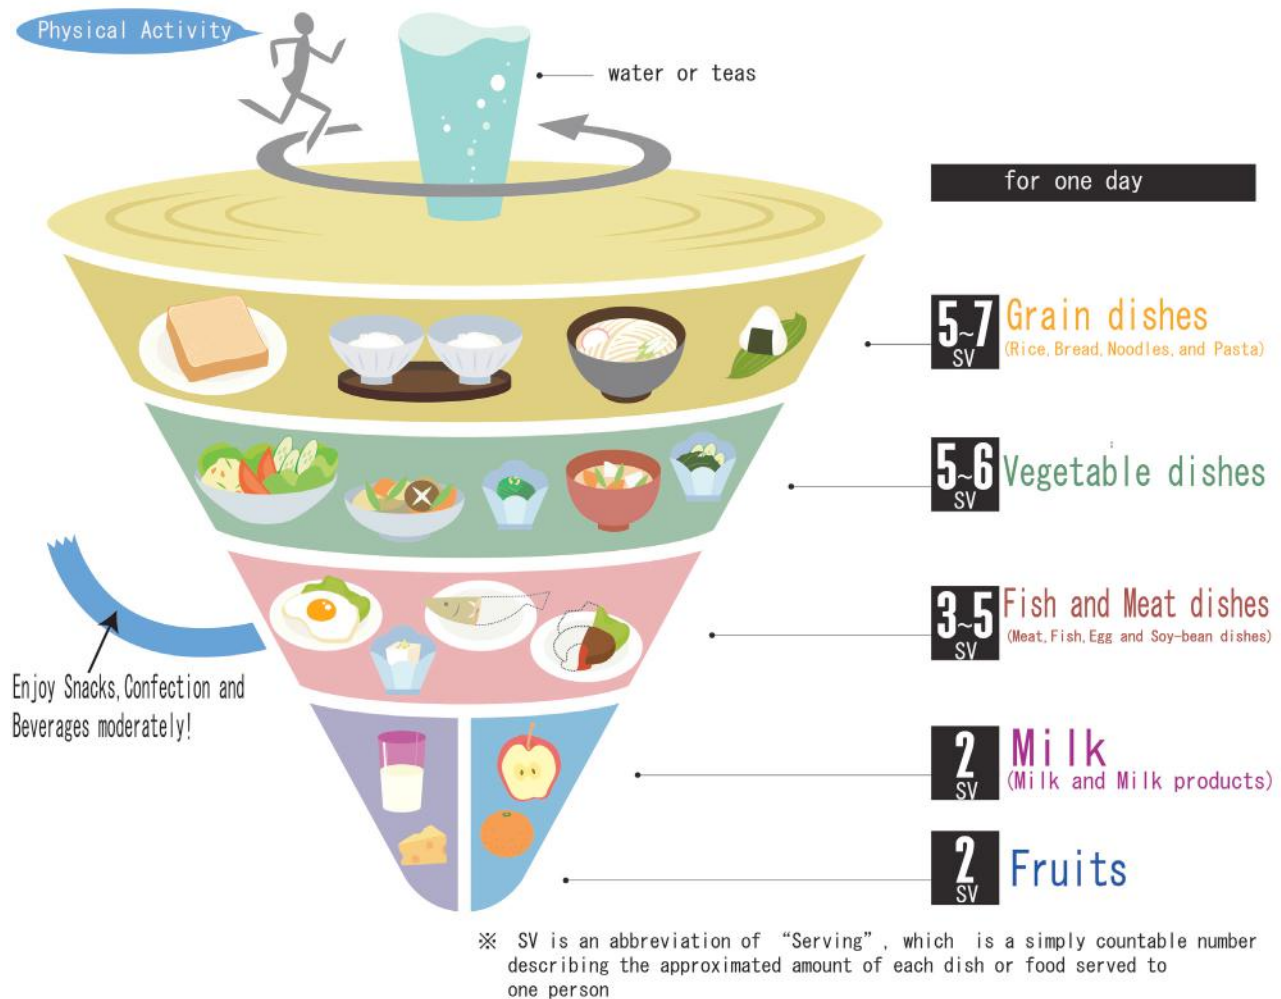 Physical Activity
water or teas
for one day
5~7
SV
Grain dishes
(Rice, Bread, Noodles, and Pasta)
5~6
SV
Vegetable dishes
3~5
SV
Fish and Meat dishes
(Meat, Fish, Egg and Soy-bean dishes)
Enjoy Snacks, Confection and
Beverages moderately!
2
SV
Milk
(Milk and Milk products)
2
SV
Fruits
※ SV is an abbreviation of “Serving”, which is a simply countable number
describing the approximated amount of each dish or food served to
one person